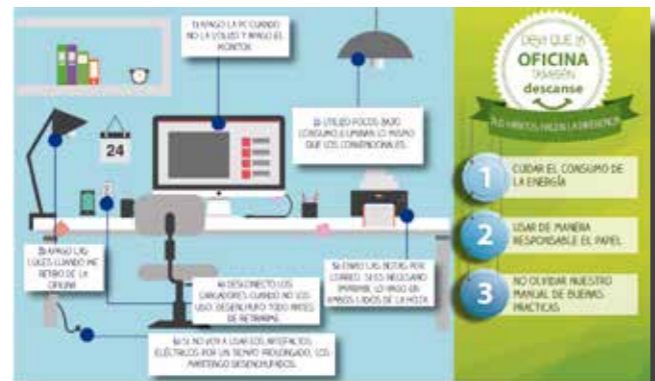 1) APAGO LA PC CUANDO
NO LA UTILIZO Y APAGO EL
MONITOR.
2) UTILIZO FOCOS BAJO
CONSUMO, ILUMINAN LO MISMO
QUE LOS CONVENCIONALES.
24
3) APAGO LAS
LUCES CUANDO ME
RETIRO DE LA
OFICINA
4) DESCONECTO LOS
CARGADORES CUANDO NO LOS
USO. DESENCHUFO TODO ANTES
DE RETIRARME.
5) ENVIO LAS NOTAS POR
CORREO. SI ES NECESARIO
IMPRIMIR, LO HAGO EN
AMBOS LADOS DE LA HOJA.
6) SI NO VOY A USAR LOS ARTEFACTOS
ELÉCTRICOS POR UN TIEMPO PROLONGADO, LOS
MANTENGO DESENCHUFADOS.
DEJA QUE LA
OFICINA
TAMBIÉN
descanse
TUS HÁBITOS HACEN LA DIFERENCIA
1 CUIDAR EL CONSUMO DE
LA ENERGÍA
2 USAR DE MANERA
RESPONSABLE EL PAPEL
3 NO OLVIDAR NUESTRO
MANUAL DE BUENAS
PRÁCTICAS